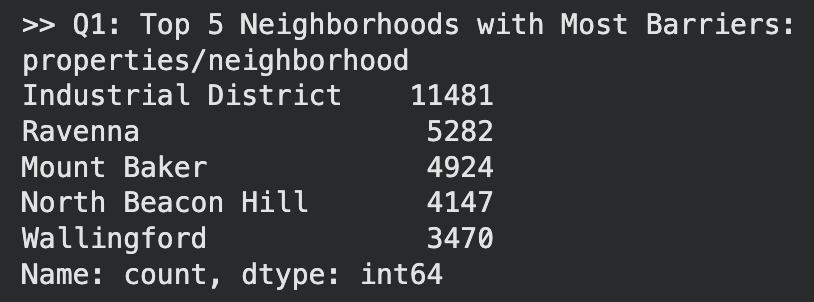 >> Q1: Top 5 Neighborhoods with Most Barriers:
properties/neighborhood
Industrial District    11481
Ravenna                 5282
Mount Baker             4924
North Beacon Hill       4147
Wallingford             3470
Name: count, dtype: int64